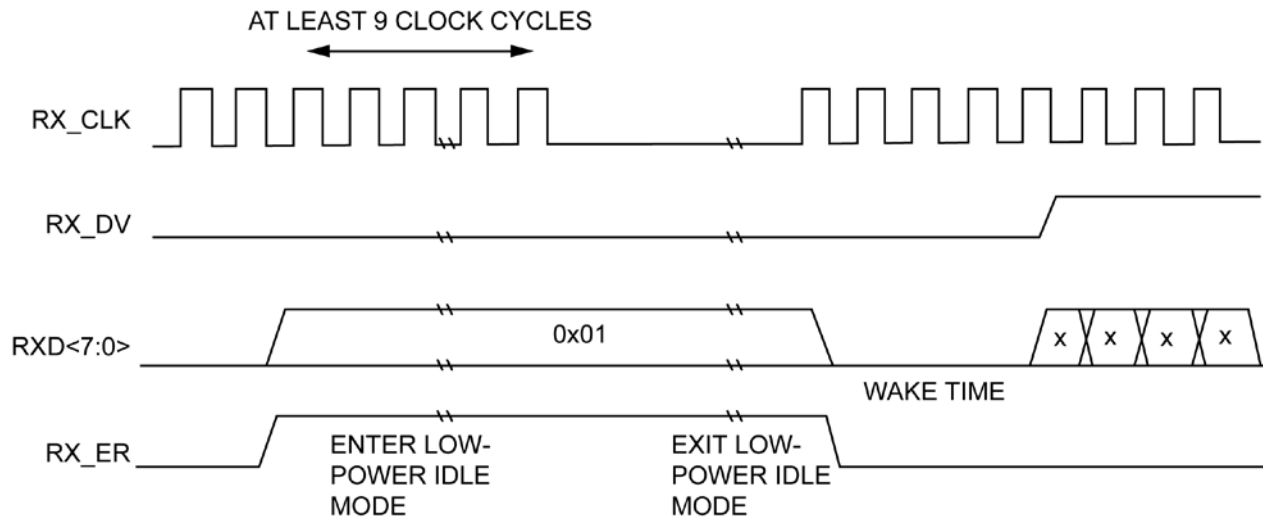 AT LEAST 9 CLOCK CYCLES
RX_CLK
RX_DV
RXD<7:0>
0x01
x x x x
WAKE TIME
RX_ER
ENTER LOW-
POWER IDLE
MODE
EXIT LOW-
POWER IDLE
MODE